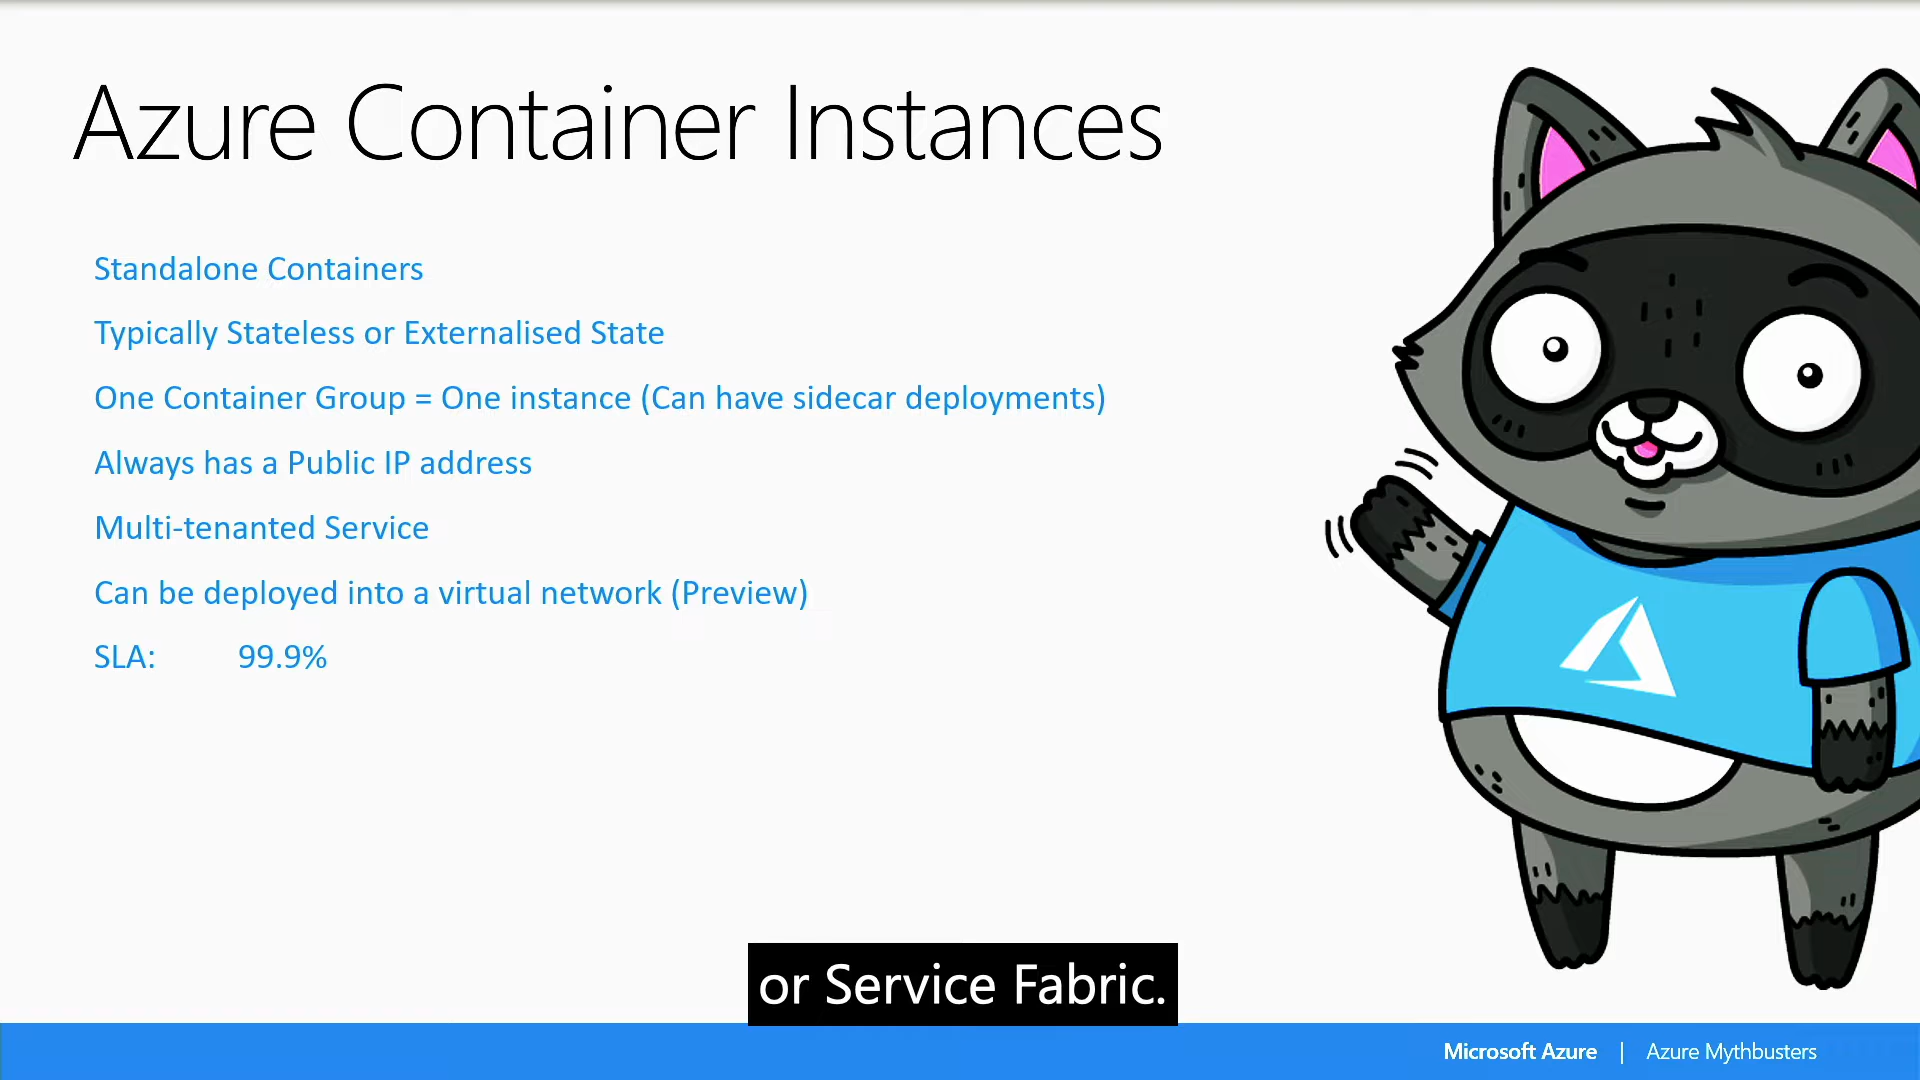 Azure Container Instances
Standalone Containers
Typically Stateless or Externalised State
One Container Group = One instance (Can have sidecar deployments)
Always has a Public IP address
Multi-tenanted Service
Can be deployed into a virtual network (Preview)
SLA: 99.9%
or Service Fabric.
Microsoft Azure | Azure Mythbusters